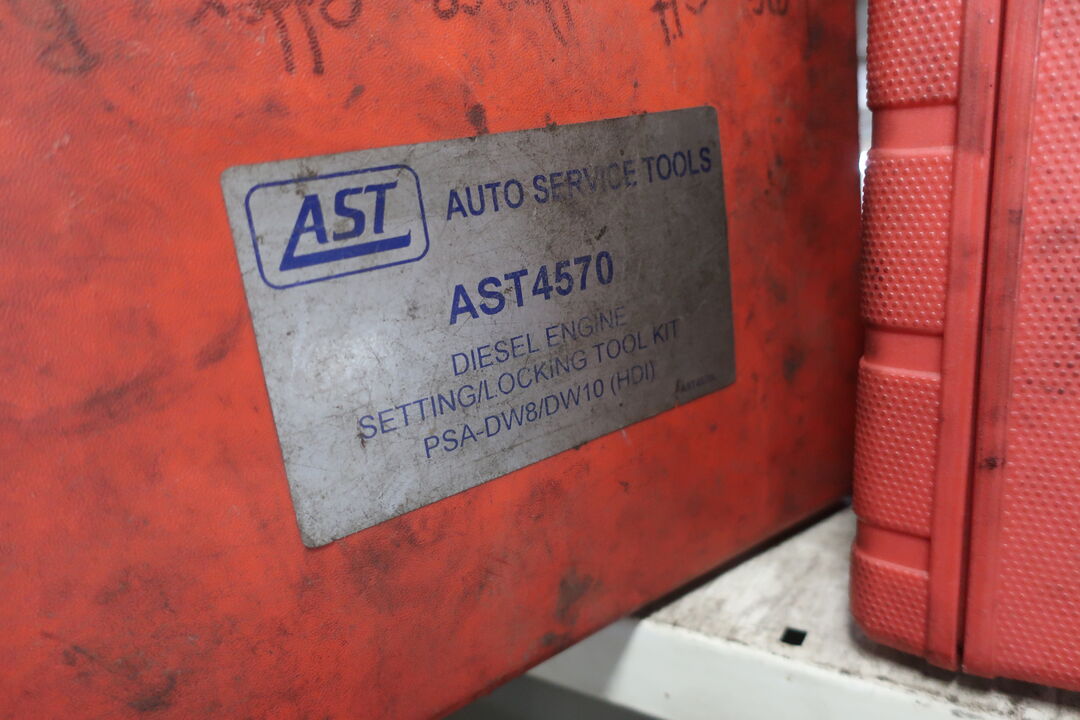 AST
AUTO SERVICE TOOLS
AST4570
DIESEL ENGINE
SETTING/LOCKING TOOL KIT
PSA-DW8/DW10 (HDI)